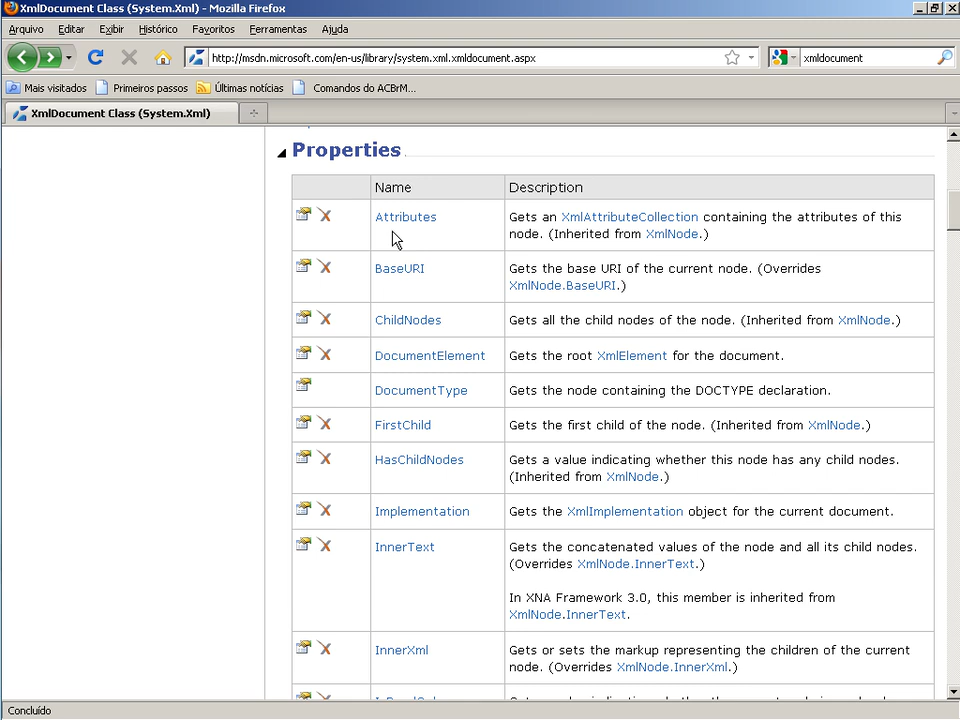 XmlDocument Class (System.Xml) - Mozilla Firefox
Arquivo Editar Exibir Histórico Favoritos Ferramentas Ajuda
http://msdn.microsoft.com/en-us/library/system.xml.xmldocument.aspx
xmldocument
Mais visitados Primeiros passos Últimas notícias Comandos do ACBrM...
XmlDocument Class (System.Xml)
Properties
Name Description
Attributes Gets an XmlAttributeCollection containing the attributes of this
node. (Inherited from XmlNode.)
BaseURI Gets the base URI of the current node. (Overrides
XmlNode.BaseURI.)
ChildNodes Gets all the child nodes of the node. (Inherited from XmlNode.)
DocumentElement Gets the root XmlElement for the document.
DocumentType Gets the node containing the DOCTYPE declaration.
FirstChild Gets the first child of the node. (Inherited from XmlNode.)
HasChildNodes Gets a value indicating whether this node has any child nodes.
(Inherited from XmlNode.)
Implementation Gets the XmlImplementation object for the current document.
InnerText Gets the concatenated values of the node and all its child nodes.
(Overrides XmlNode.InnerText.)
In XNA Framework 3.0, this member is inherited from
XmlNode.InnerText.
InnerXml Gets or sets the markup representing the children of the current
node. (Overrides XmlNode.InnerXml.)
Concluído